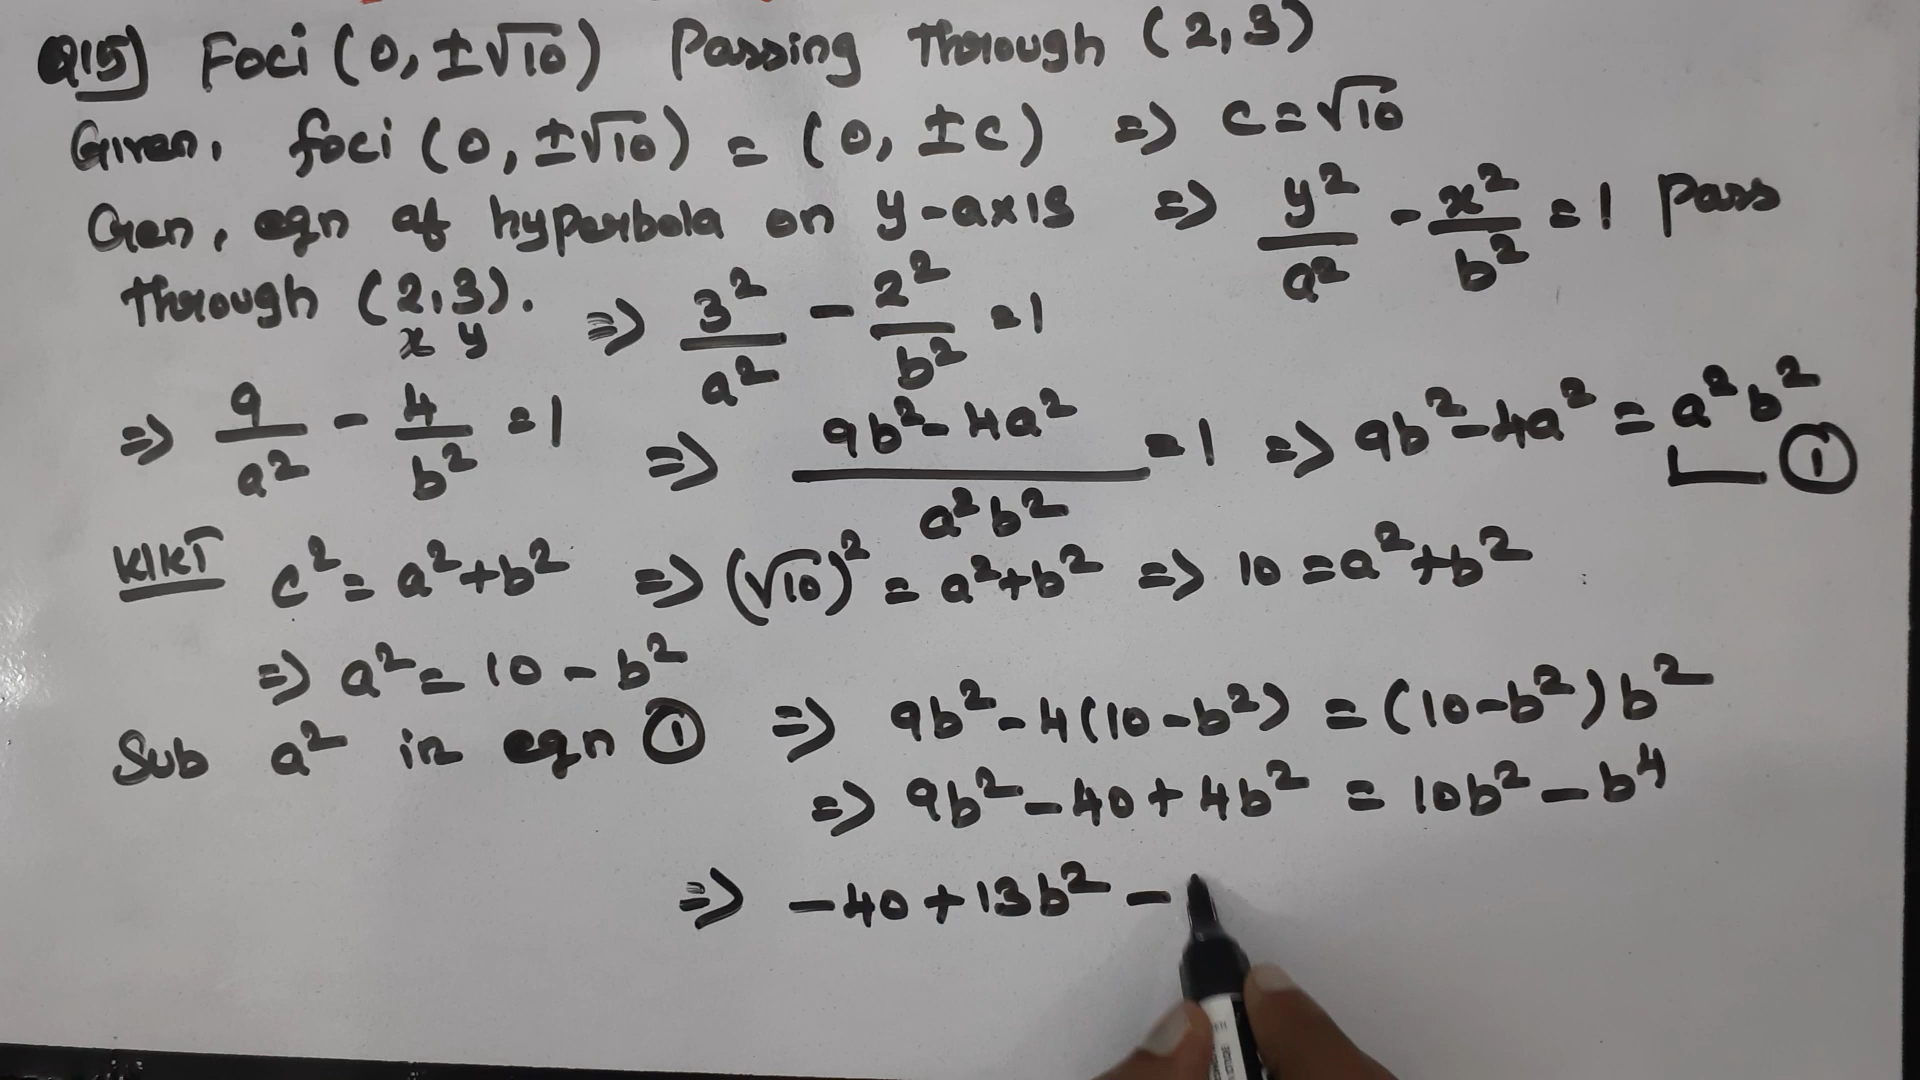 Q15) Foci (0, ±√10) Passing Through (2,3)
Given, foci (0, ±√10) = (0, ±c) ⇒ c=√10
Gen, eqn of hyperbola on y-axis ⇒ y²/a² - x²/b² = 1 Pass
through (2,3). ⇒ 3²/a² - 2²/b² = 1
x y
⇒ 9/a² - 4/b² = 1 ⇒ (9b²-4a²)/(a²b²) = 1 ⇒ 9b²-4a² = a²b² ①
KIKT c² = a²+b² ⇒ (√10)² = a²+b² ⇒ 10 = a²+b²
⇒ a² = 10 - b²
Sub a² in eqn ① ⇒ 9b²-4(10-b²) = (10-b²)b²
⇒ 9b²-40+4b² = 10b²-b⁴
⇒ -40+13b² -